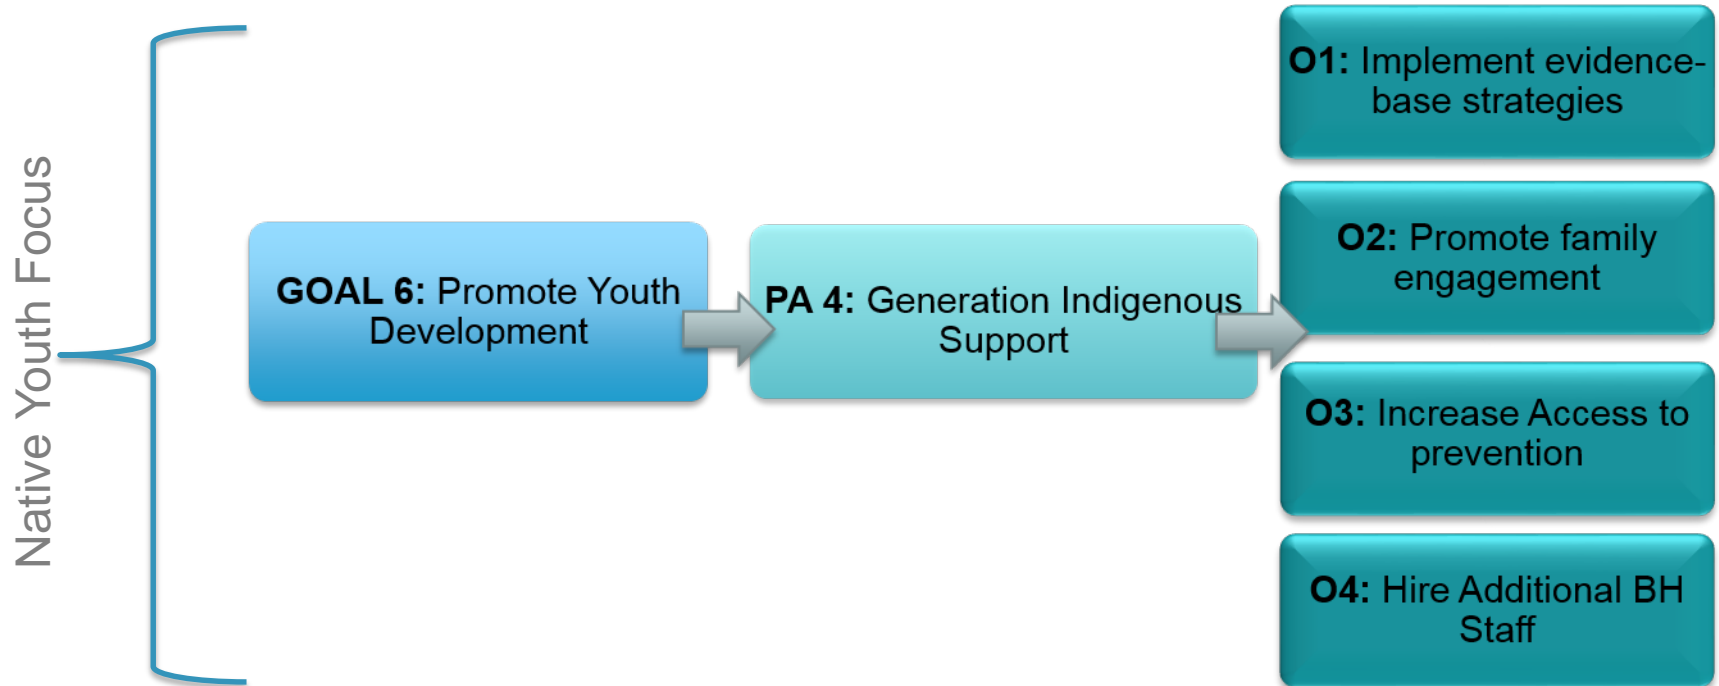 Native Youth Focus
GOAL 6: Promote Youth
Development
PA 4: Generation Indigenous
Support
O1: Implement evidence-
base strategies
O2: Promote family
engagement
O3: Increase Access to
prevention
O4: Hire Additional BH
Staff